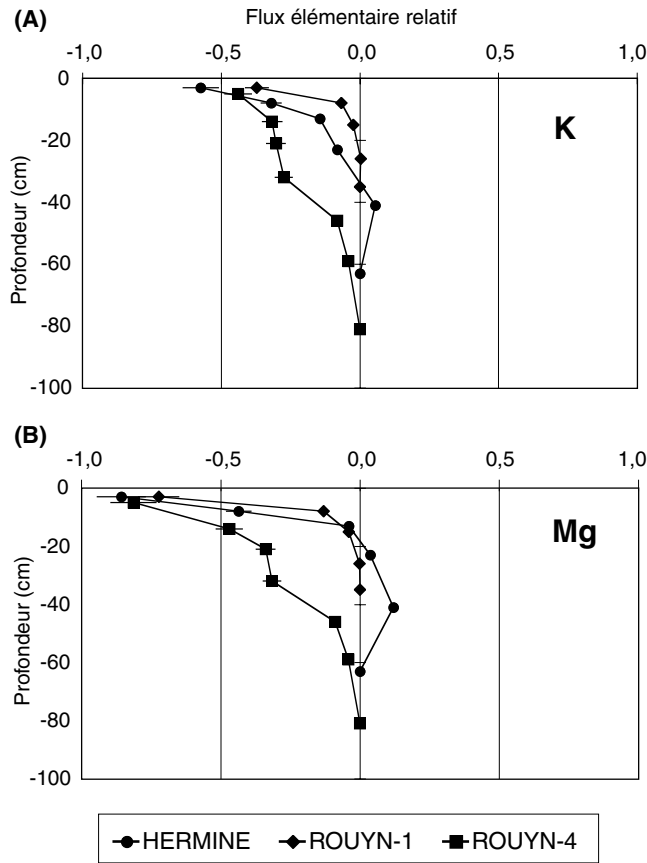 (A)
Flux élémentaire relatif
-1,0 -0,5 0,0 0,5 1,0
0
-20
-40
-60
-80
-100
Profondeur (cm)
K
(B)
-1,0 -0,5 0,0 0,5 1,0
0
-20
-40
-60
-80
-100
Profondeur (cm)
Mg
HERMINE ROUYN-1 ROUYN-4